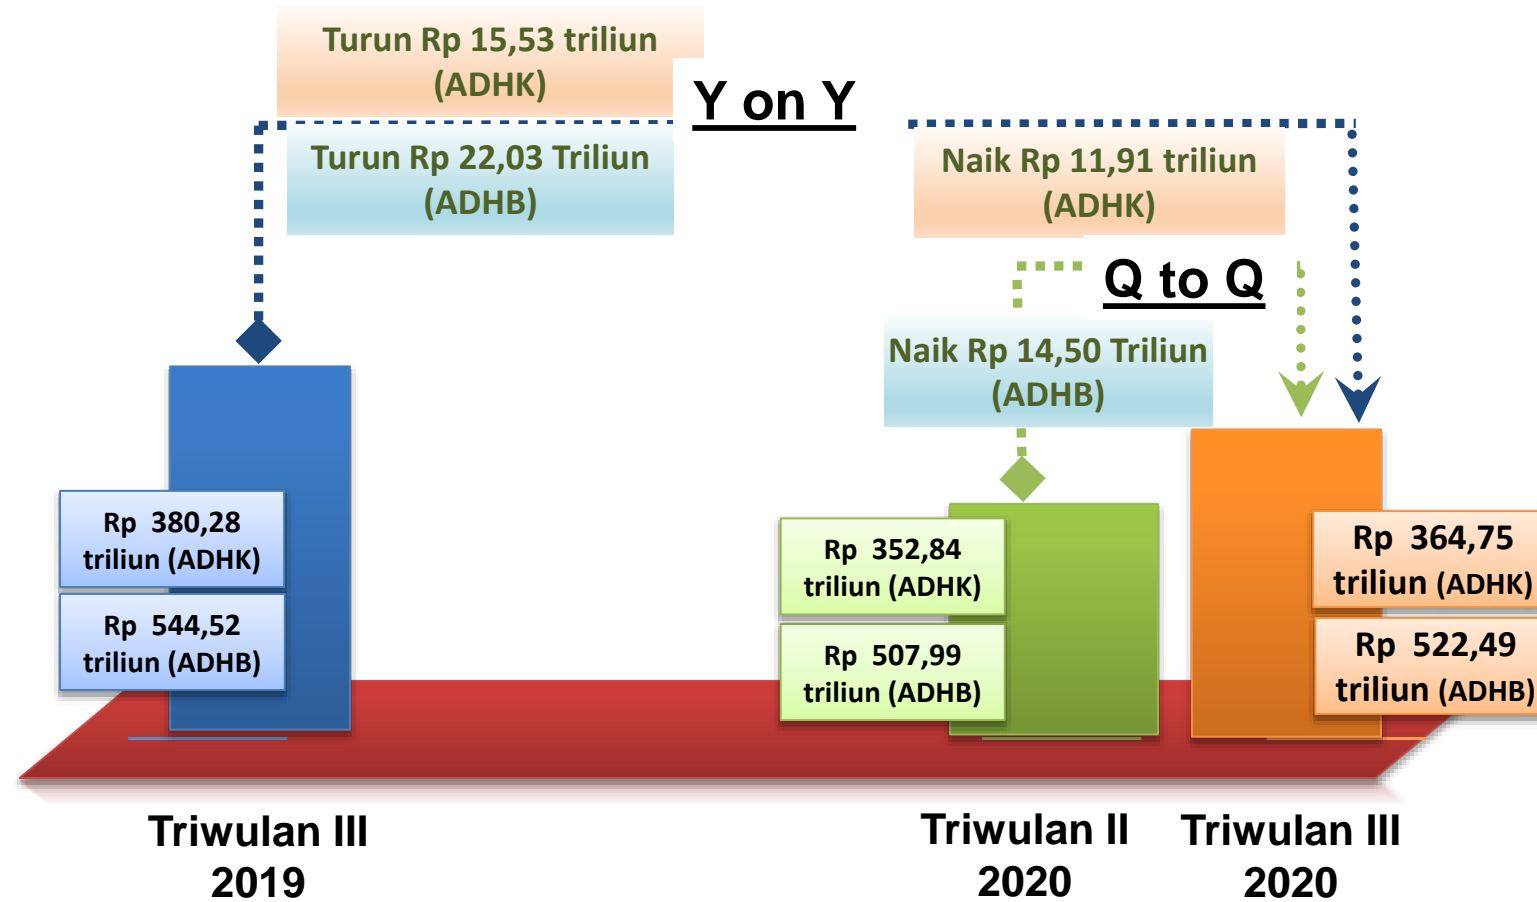 Turun Rp 15,53 triliun
(ADHK)
Y on Y
Turun Rp 22,03 Triliun
(ADHB)
Naik Rp 11,91 triliun
(ADHK)
Q to Q
Naik Rp 14,50 Triliun
(ADHB)
Rp 380,28
triliun (ADHK)
Rp 544,52
triliun (ADHB)
Rp 352,84
triliun (ADHK)
Rp 507,99
triliun (ADHB)
Rp 364,75
triliun (ADHK)
Rp 522,49
triliun (ADHB)
Triwulan III
2019
Triwulan II
2020
Triwulan III
2020